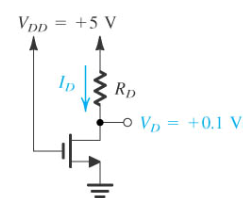 V_DD = +5 V
I_D
R_D
V_D = +0.1 V